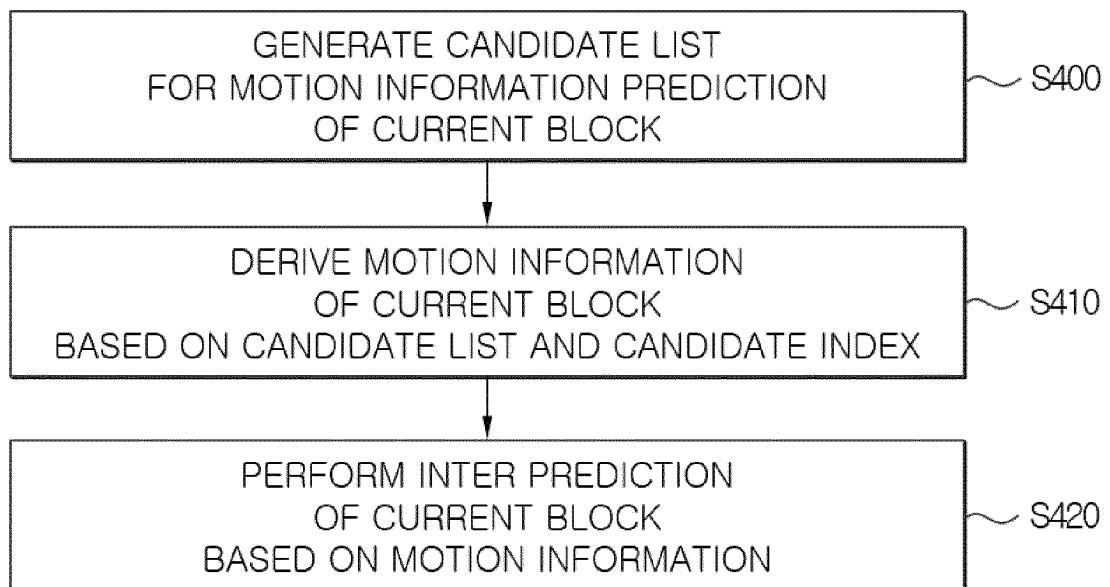 GENERATE CANDIDATE LIST
FOR MOTION INFORMATION PREDICTION
OF CURRENT BLOCK
S400
DERIVE MOTION INFORMATION
OF CURRENT BLOCK
BASED ON CANDIDATE LIST AND CANDIDATE INDEX
S410
PERFORM INTER PREDICTION
OF CURRENT BLOCK
BASED ON MOTION INFORMATION
S420